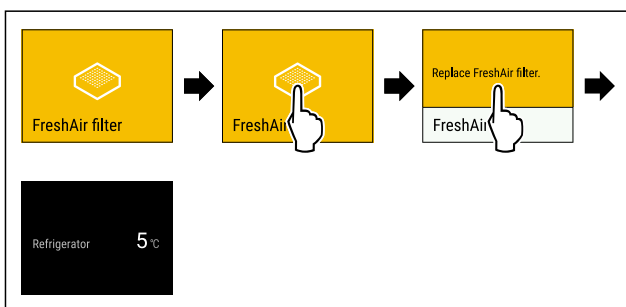 FreshAir filter
FreshAi
Replace FreshAir filter.
FreshAi
Refrigerator 5 °C